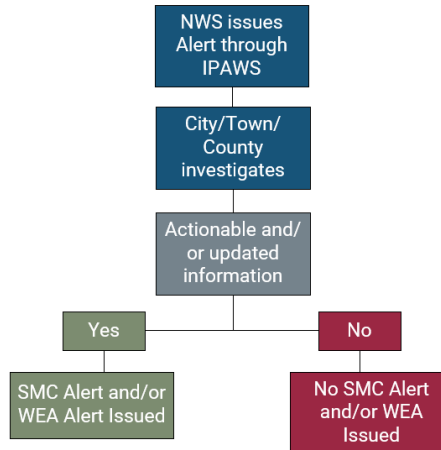 NWS issues
Alert through
IPAWS
City/Town/
County
investigates
Actionable and/
or updated
information
Yes
No
SMC Alert and/or
WEA Alert Issued
No SMC Alert
and/or WEA
Issued